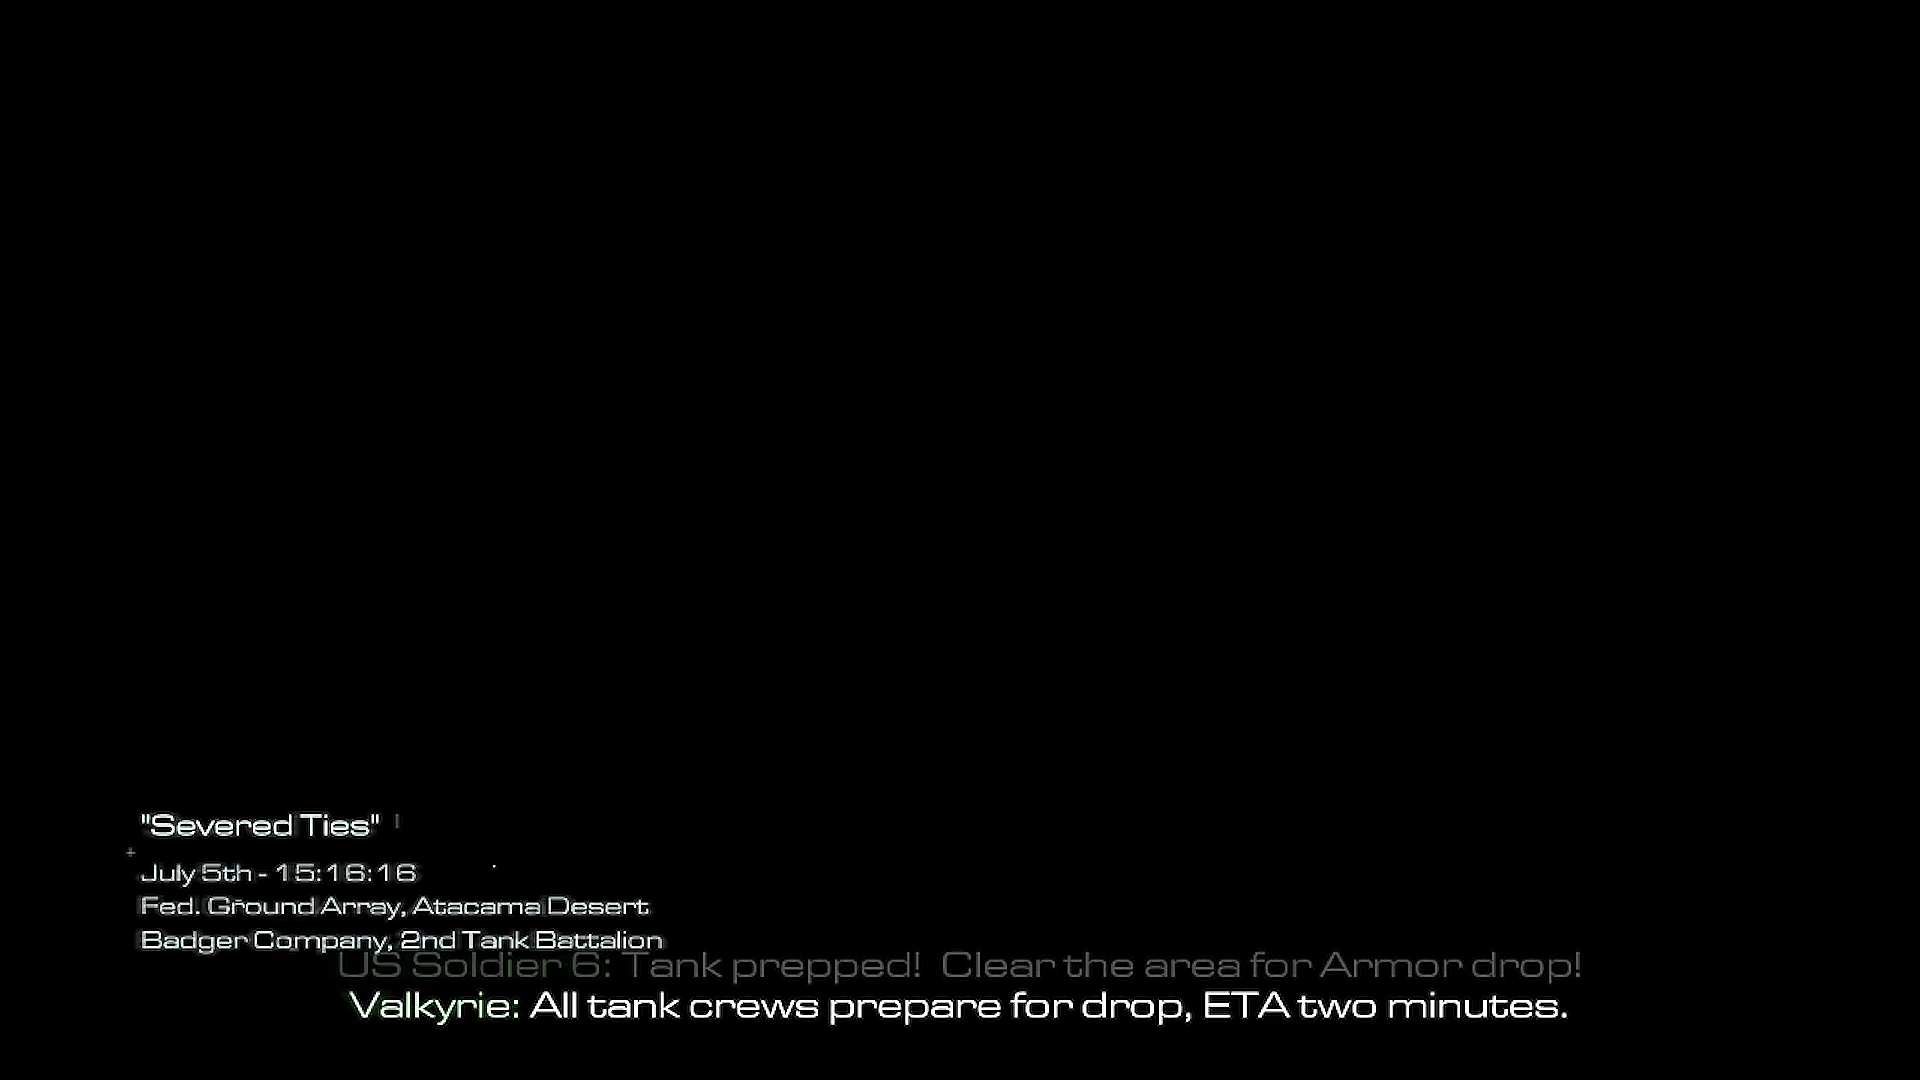 "Severed Ties"
July 5th - 15:16:16
Fed. Ground Array, Atacama Desert
Badger Company, 2nd Tank Battalion
US Soldier 6: Tank prepped!  Clear the area for Armor drop!
Valkyrie: All tank crews prepare for drop, ETA two minutes.